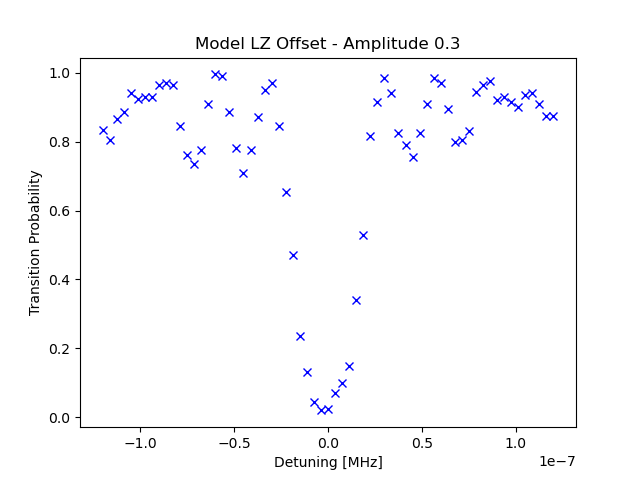 Model LZ Offset - Amplitude 0.3
1.0
0.8
0.6
0.4
0.2
0.0
Transition Probability
−1.0 −0.5 0.0 0.5 1.0
1e−7
Detuning [MHz]